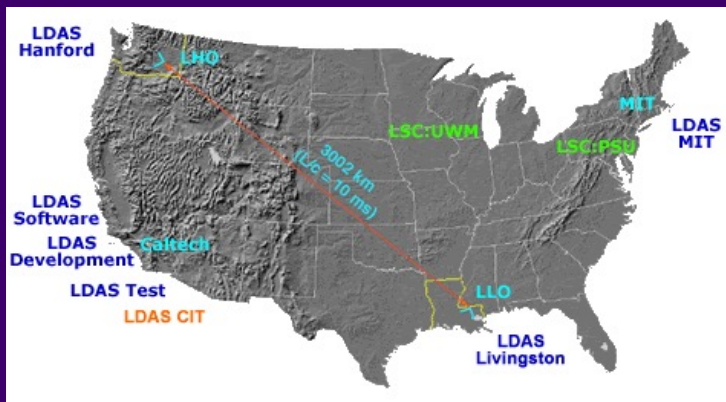 LDAS
Hanford
LHO
MIT
LSC:UWM
LDAS
MIT
LSC:PSU
3002 km
(L/c = 10 ms)
LDAS
Software
LDAS
Development
Caltech
LDAS Test
LLO
LDAS CIT
LDAS
Livingston